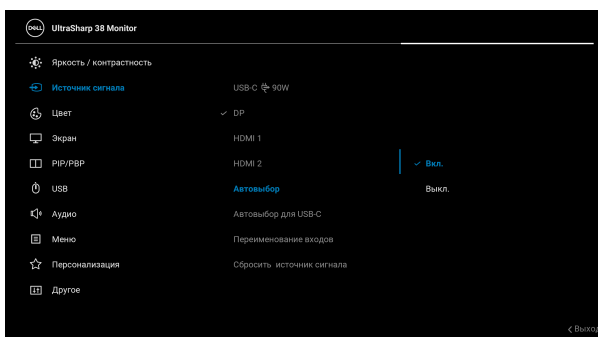 DELL UltraSharp 38 Monitor
Яркость / контрастность
Источник сигнала USB-C 90W
Цвет ✓ DP
Экран HDMI 1
PIP/PBP HDMI 2 ✓ Вкл.
USB Автовыбор Выкл.
Аудио Автовыбор для USB-C
Меню Переименование входов
Персонализация Сбросить источник сигнала
Другое
Выход